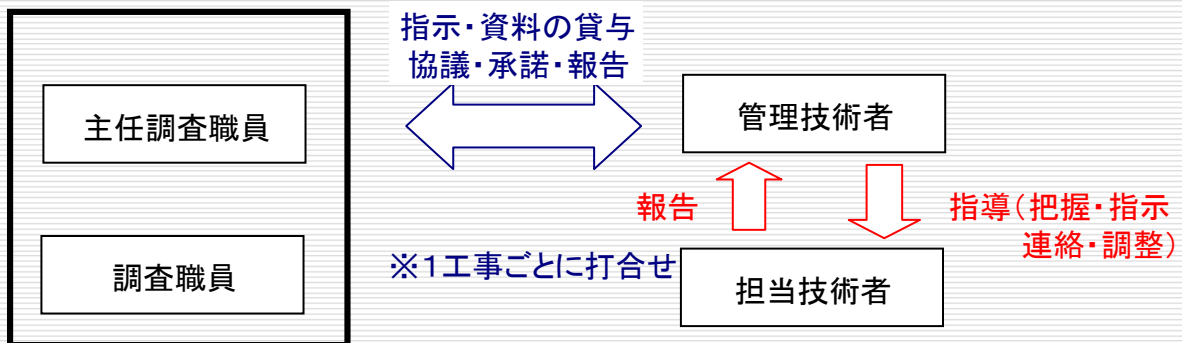 指示・資料の貸与
協議・承諾・報告
主任調査職員
管理技術者
報告
指導(把握・指示
連絡・調整)
調査職員
※1工事ごとに打合せ
担当技術者